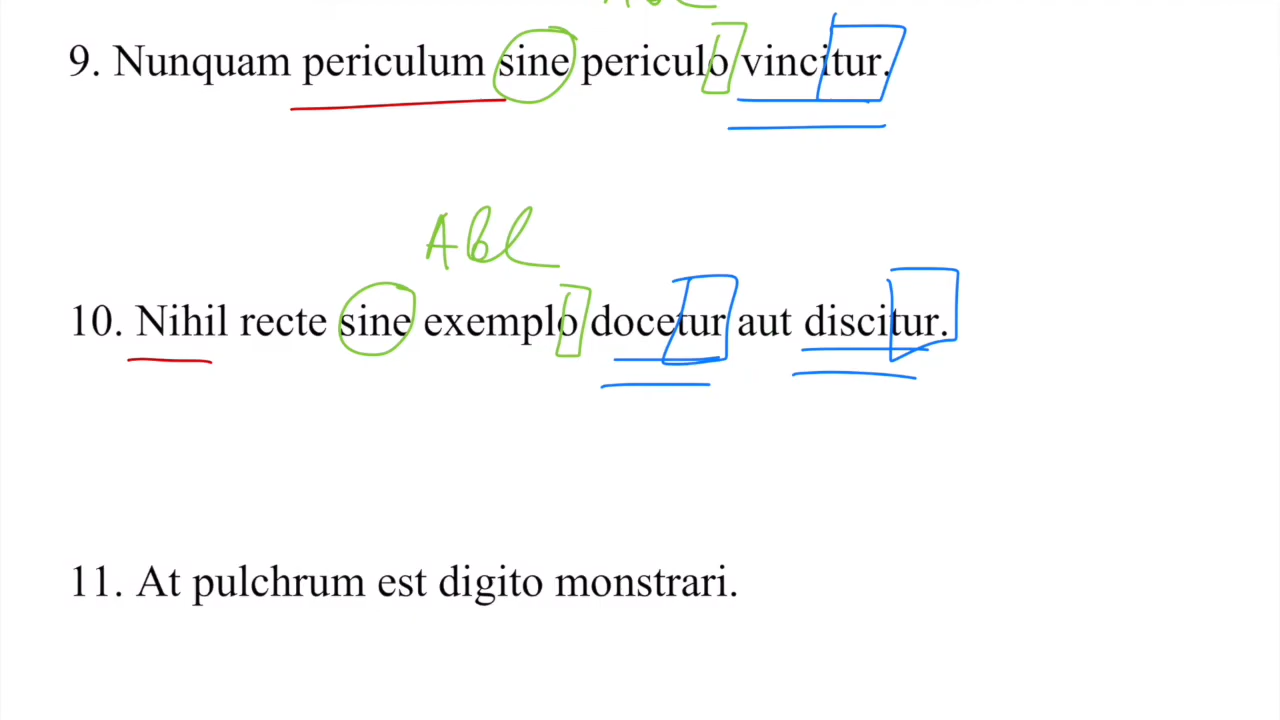 9. Nunquam periculum sine periculo vincitur.
Abl
10. Nihil recte sine exemplo docetur aut discitur.
11. At pulchrum est digito monstrari.